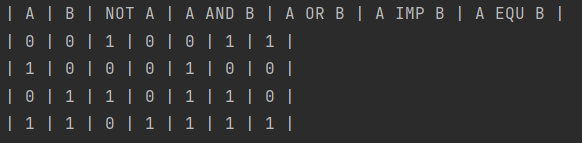 | A | B | NOT A | A AND B | A OR B | A IMP B | A EQU B |
| 0 | 0 | 1 | 0 | 0 | 1 | 1 |
| 1 | 0 | 0 | 0 | 1 | 0 | 0 |
| 0 | 1 | 1 | 0 | 1 | 1 | 0 |
| 1 | 1 | 0 | 1 | 1 | 1 | 1 |